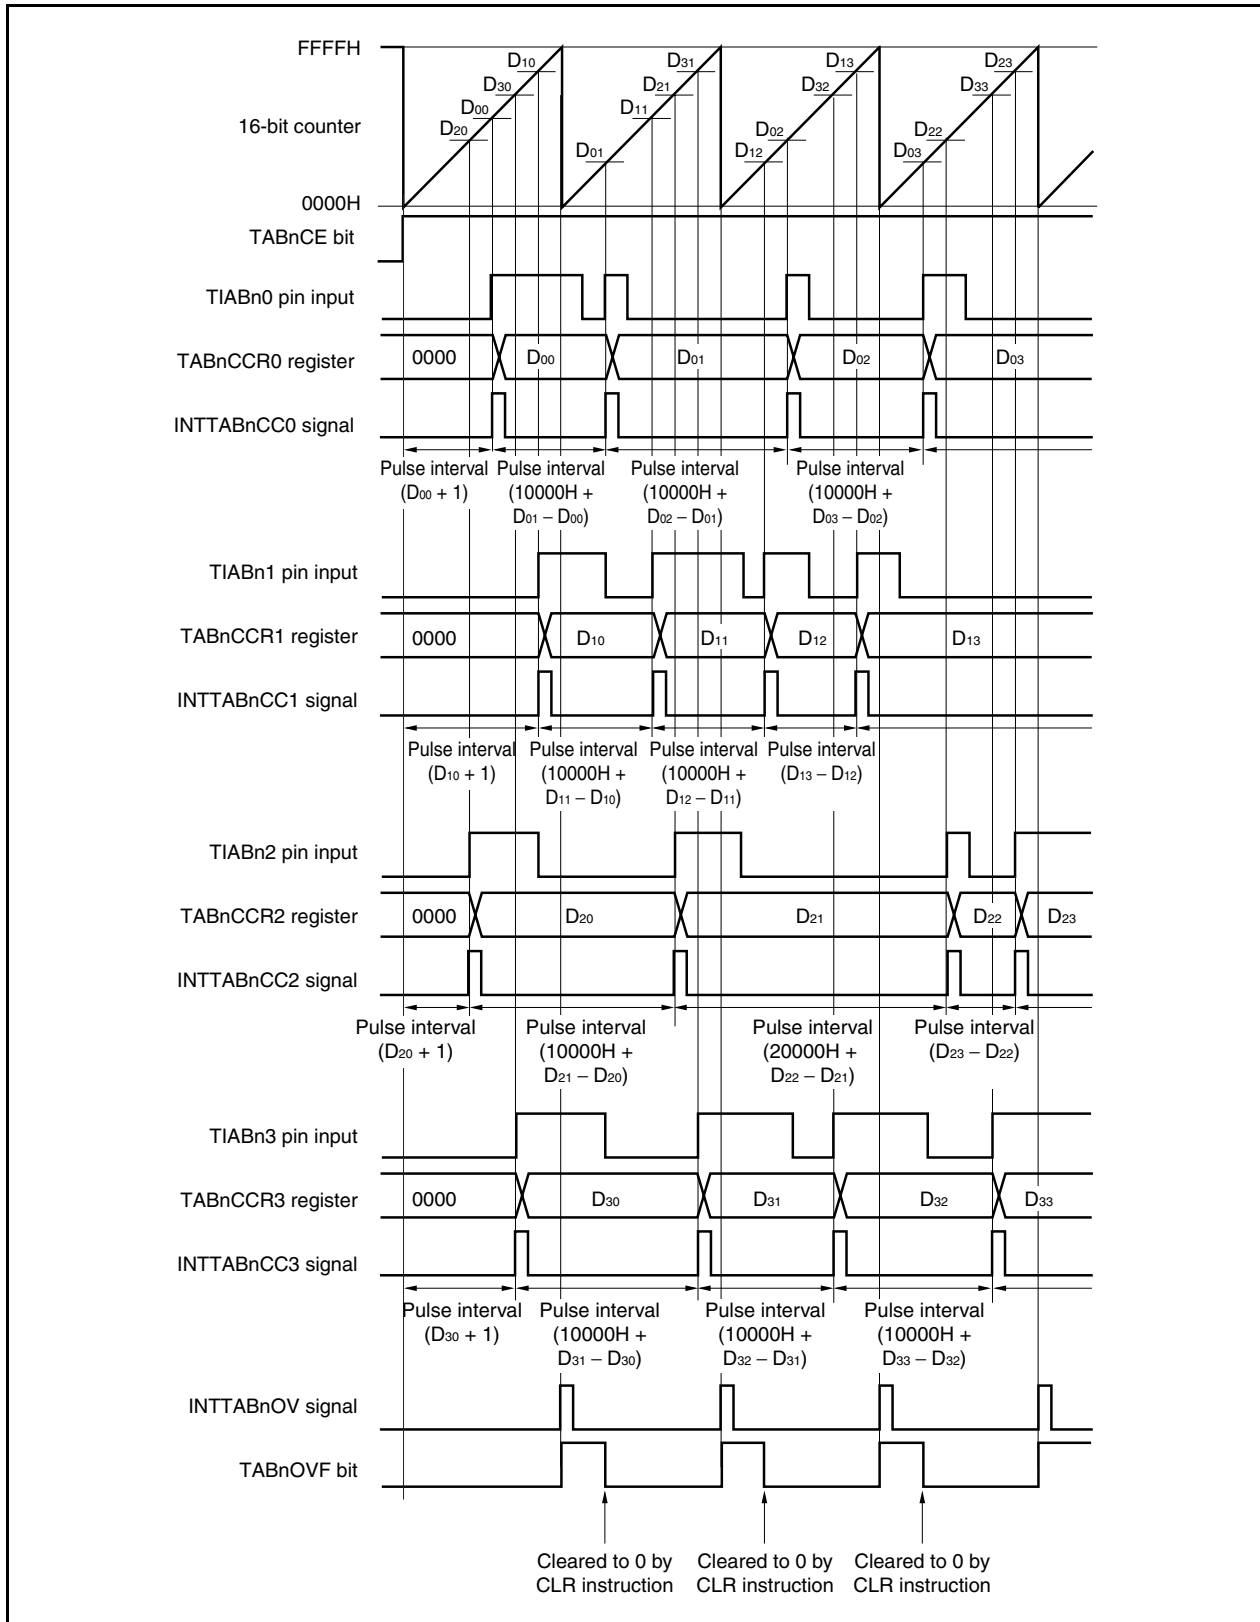 FFFFH
D10
D31
D13
D23
D30
D21
D32
D33
D00
D11
16-bit counter
D20
D02
D22
D01
D12
D03
0000H
TABnCE bit
TIABn0 pin input
TABnCCR0 register
0000
D00
D01
D02
D03
INTTABnCC0 signal
Pulse interval
(D00 + 1)
Pulse interval
(10000H +
D01 – D00)
Pulse interval
(10000H +
D02 – D01)
Pulse interval
(10000H +
D03 – D02)
TIABn1 pin input
TABnCCR1 register
0000
D10
D11
D12
D13
INTTABnCC1 signal
Pulse interval
(D10 + 1)
Pulse interval
(10000H +
D11 – D10)
Pulse interval
(10000H +
D12 – D11)
Pulse interval
(D13 – D12)
TIABn2 pin input
TABnCCR2 register
0000
D20
D21
D22
D23
INTTABnCC2 signal
Pulse interval
(D20 + 1)
Pulse interval
(10000H +
D21 – D20)
Pulse interval
(20000H +
D22 – D21)
Pulse interval
(D23 – D22)
TIABn3 pin input
TABnCCR3 register
0000
D30
D31
D32
D33
INTTABnCC3 signal
Pulse interval
(D30 + 1)
Pulse interval
(10000H +
D31 – D30)
Pulse interval
(10000H +
D32 – D31)
Pulse interval
(10000H +
D33 – D32)
INTTABnOV signal
TABnOVF bit
Cleared to 0 by
CLR instruction
Cleared to 0 by
CLR instruction
Cleared to 0 by
CLR instruction